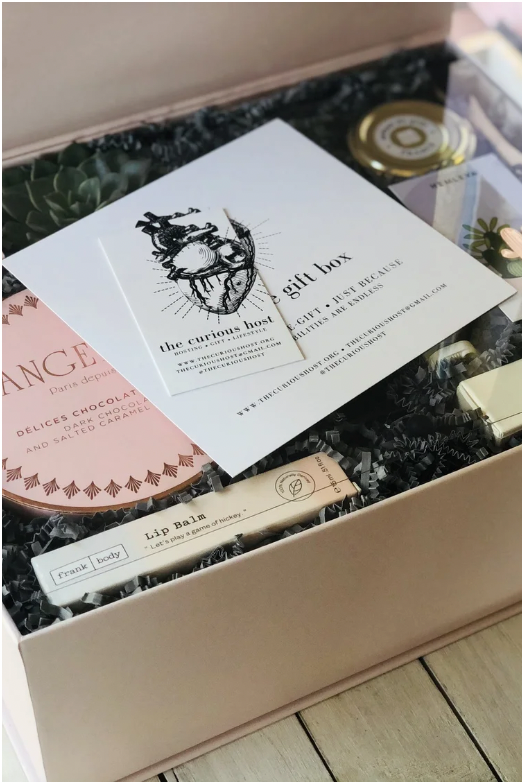 the curious host
HOSTING • GIFT • LIFESTYLE
WWW.THECURIOUSHOST.ORG
THECURIOUSHOST@GMAIL.COM
@THECURIOUSHOST
gift box
-GIFT • JUST BECAUSE
BILITIES ARE ENDLESS
WWW.THECURIOUSHOST.ORG • THECURIOUSHOST@GMAIL.COM
@THECURIOUSHOST
ANGE
Paris depuis
DÉLICES CHOCOLAT
DARK CHOCOLA
AND SALTED CARAMEL
frank body
Lip Balm
"Let's play a game of hickey."